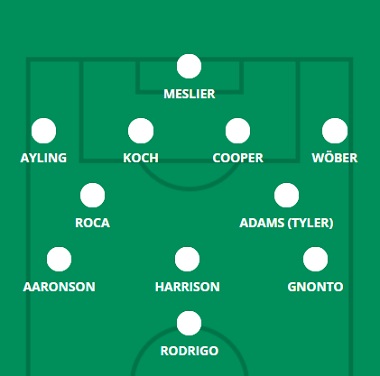 MESLIER
AYLING KOCH COOPER WÖBER
ROCA ADAMS (TYLER)
AARONSON HARRISON GNONTO
RODRIGO